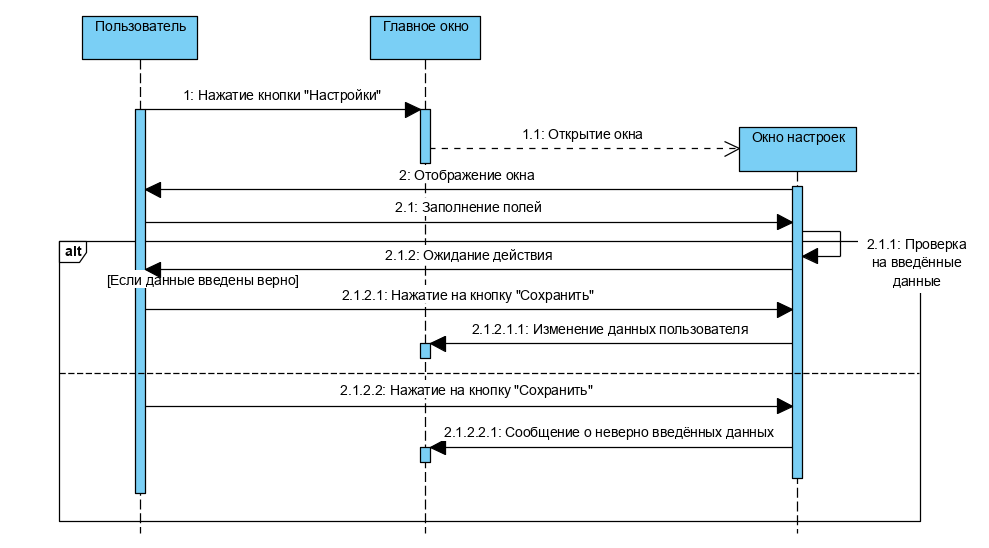 Пользователь
Главное окно
1: Нажатие кнопки "Настройки"
1.1: Открытие окна
Окно настроек
2: Отображение окна
2.1: Заполнение полей
alt
2.1.1: Проверка
на введённые
данные
2.1.2: Ожидание действия
[Если данные введены верно]
2.1.2.1: Нажатие на кнопку "Сохранить"
2.1.2.1.1: Изменение данных пользователя
2.1.2.2: Нажатие на кнопку "Сохранить"
2.1.2.2.1: Сообщение о неверно введённых данных